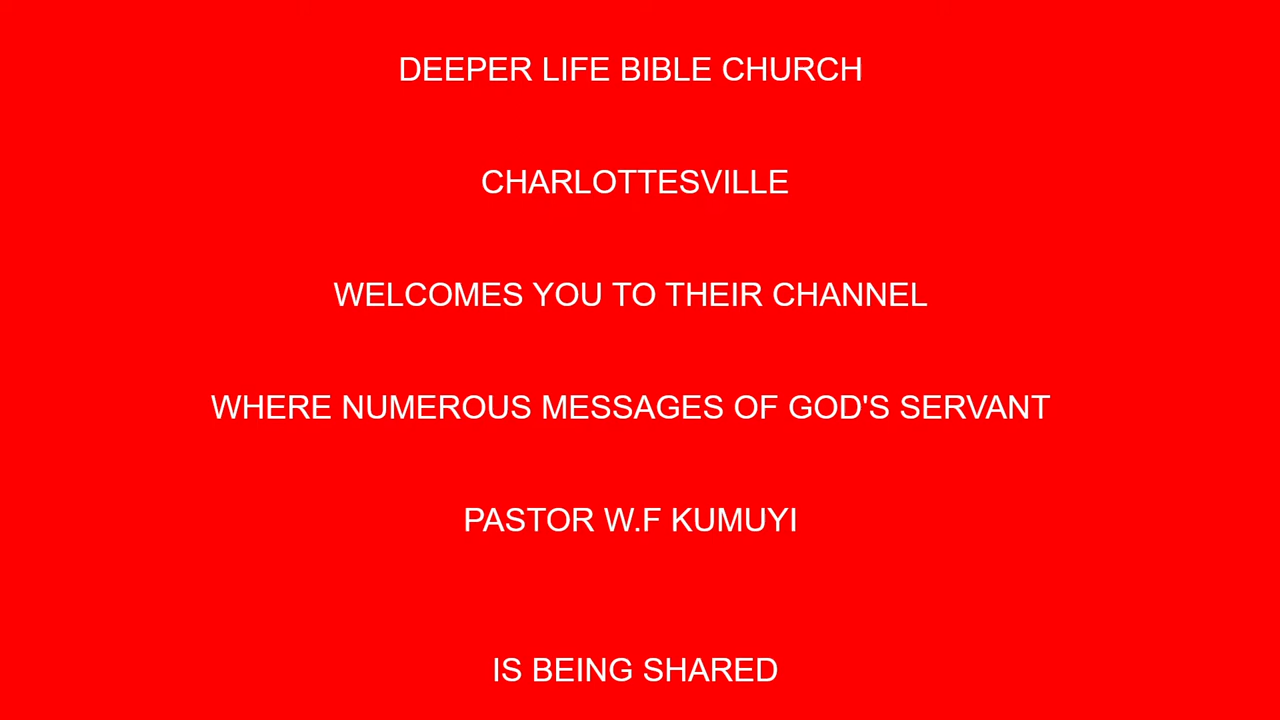 DEEPER LIFE BIBLE CHURCH
CHARLOTTESVILLE
WELCOMES YOU TO THEIR CHANNEL
WHERE NUMEROUS MESSAGES OF GOD'S SERVANT
PASTOR W.F KUMUYI
IS BEING SHARED